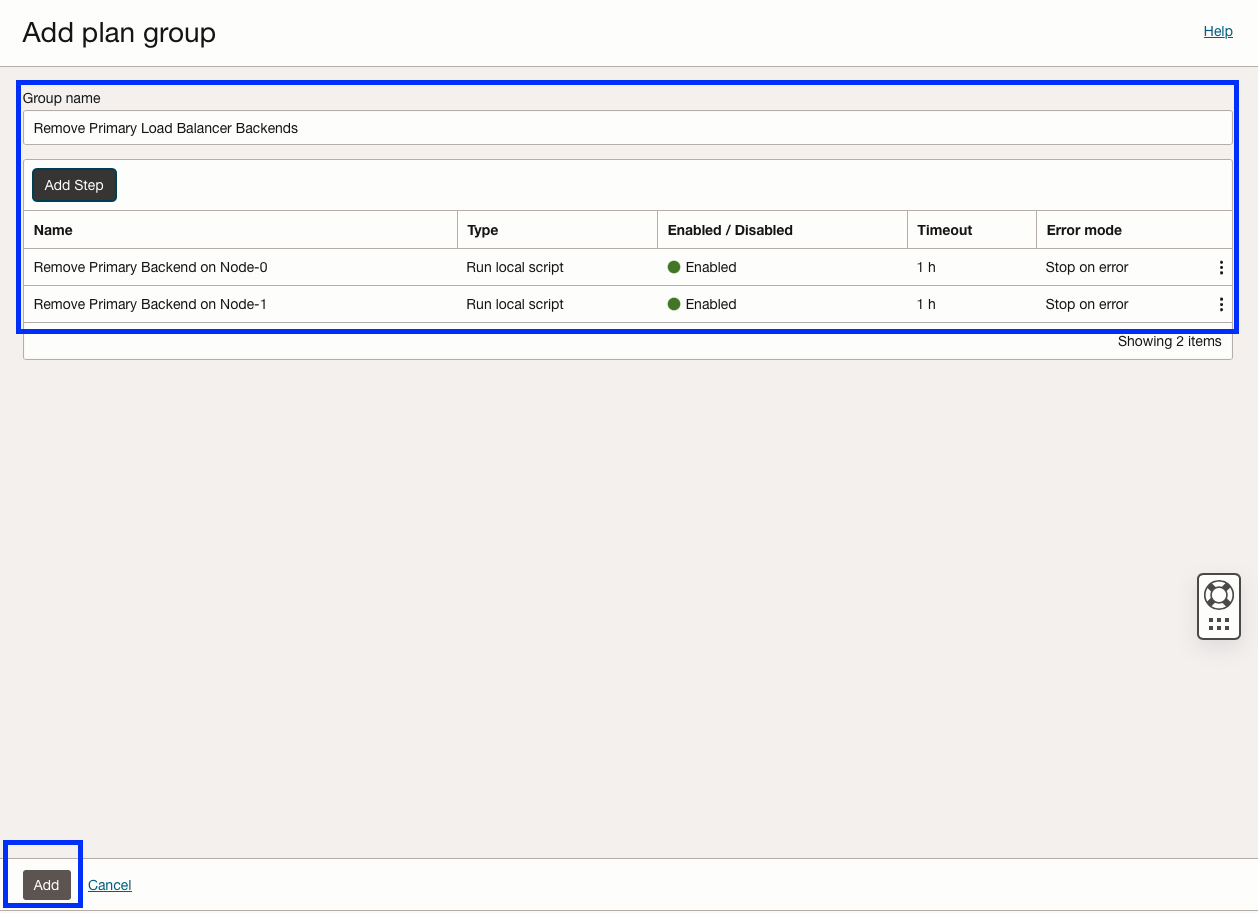 Add plan group
Help
Group name
Remove Primary Load Balancer Backends
Add Step
Name Type Enabled / Disabled Timeout Error mode
Remove Primary Backend on Node-0 Run local script Enabled 1 h Stop on error
Remove Primary Backend on Node-1 Run local script Enabled 1 h Stop on error
Showing 2 items
Add Cancel